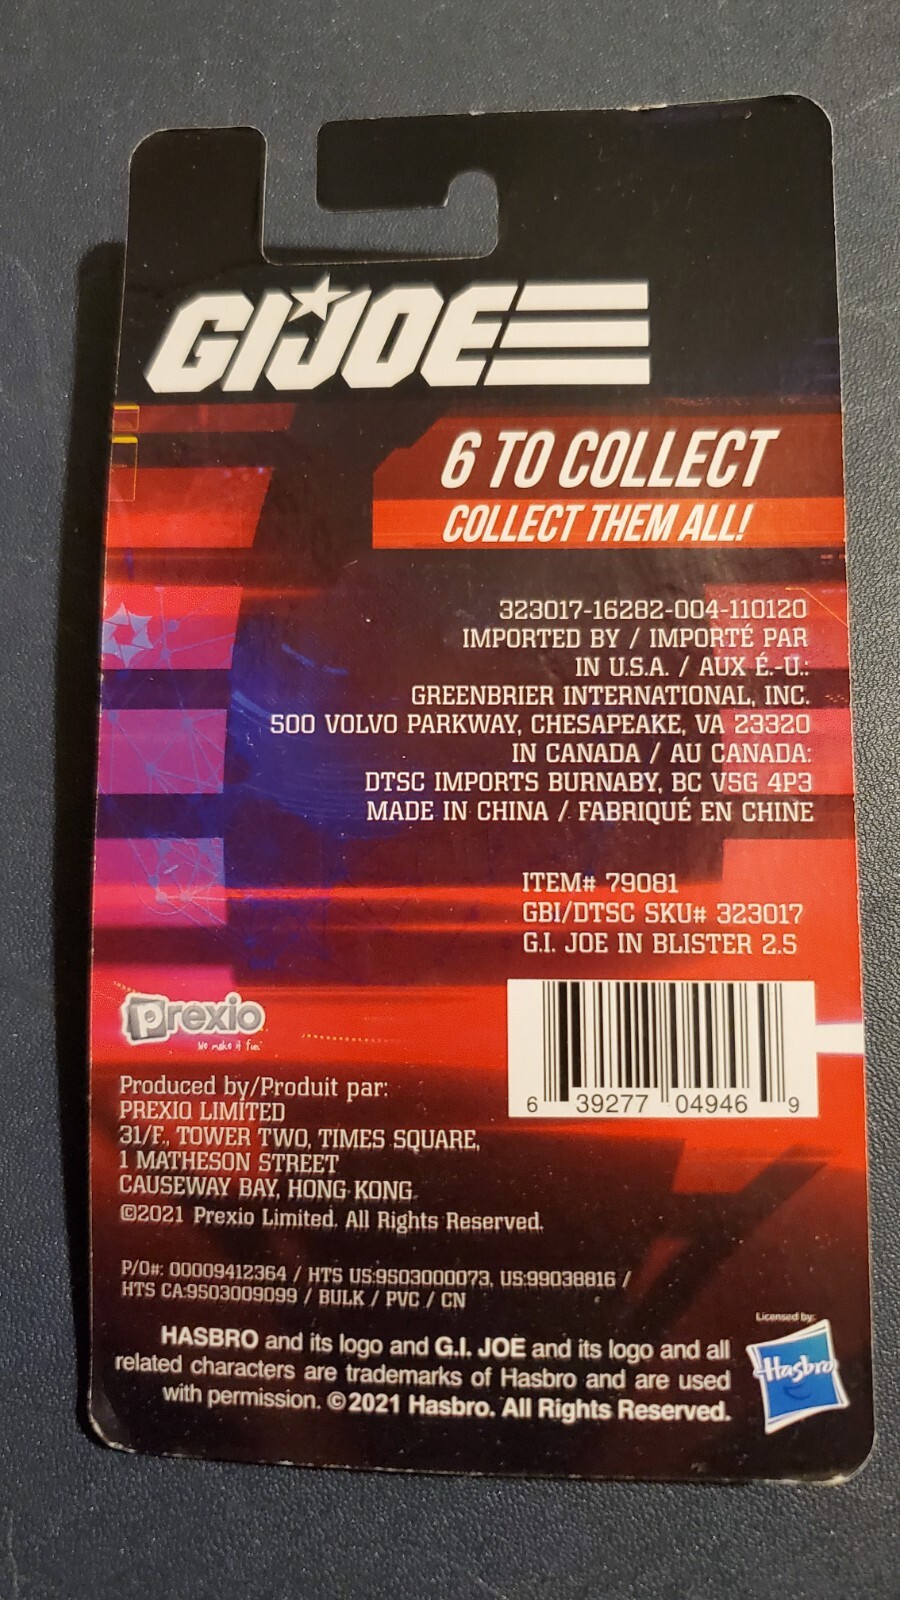 GIJOE
6 TO COLLECT
COLLECT THEM ALL!
323017-16282-004-110120
IMPORTED BY / IMPORTÉ PAR
IN U.S.A. / AUX É.-U.:
GREENBRIER INTERNATIONAL, INC.
500 VOLVO PARKWAY, CHESAPEAKE, VA 23320
IN CANADA / AU CANADA:
DTSC IMPORTS BURNABY, BC V5G 4P3
MADE IN CHINA / FABRIQUÉ EN CHINE
ITEM# 79081
GBI/DTSC SKU# 323017
G.I. JOE IN BLISTER 2.5
6 39277 04946 9
prexio
We make it fun
Produced by/Produit par:
PREXIO LIMITED
31/F., TOWER TWO, TIMES SQUARE,
1 MATHESON STREET
CAUSEWAY BAY, HONG KONG.
©2021 Prexio Limited. All Rights Reserved.
P/O#: 00009412364 / HTS US:9503000073, US:99038816 /
HTS CA:9503009099 / BULK / PVC / CN
HASBRO and its logo and G.I. JOE and its logo and all
related characters are trademarks of Hasbro and are used
with permission. © 2021 Hasbro. All Rights Reserved.
Licensed by:
Hasbro